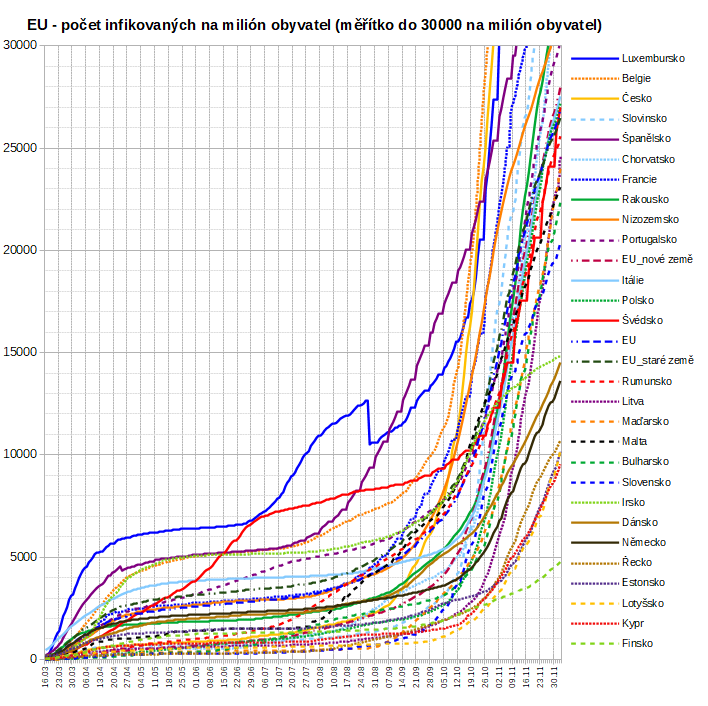 EU - počet infikovaných na milión obyvatel (měřítko do 30000 na milión obyvatel)
30000
25000
20000
15000
10000
5000
0
16.03
23.03
30.03
06.04
13.04
20.04
27.04
04.05
11.05
18.05
25.05
01.06
08.06
15.06
22.06
29.06
06.07
13.07
20.07
27.07
03.08
10.08
17.08
24.08
31.08
07.09
14.09
21.09
28.09
05.10
12.10
19.10
26.10
02.11
09.11
16.11
23.11
30.11
Luxembursko
Belgie
Česko
Slovinsko
Španělsko
Chorvatsko
Francie
Rakousko
Nizozemsko
Portugalsko
EU_nové země
Itálie
Polsko
Švédsko
EU
EU_staré země
Rumunsko
Litva
Maďarsko
Malta
Bulharsko
Slovensko
Irsko
Dánsko
Německo
Řecko
Estonsko
Lotyšsko
Kypr
Finsko